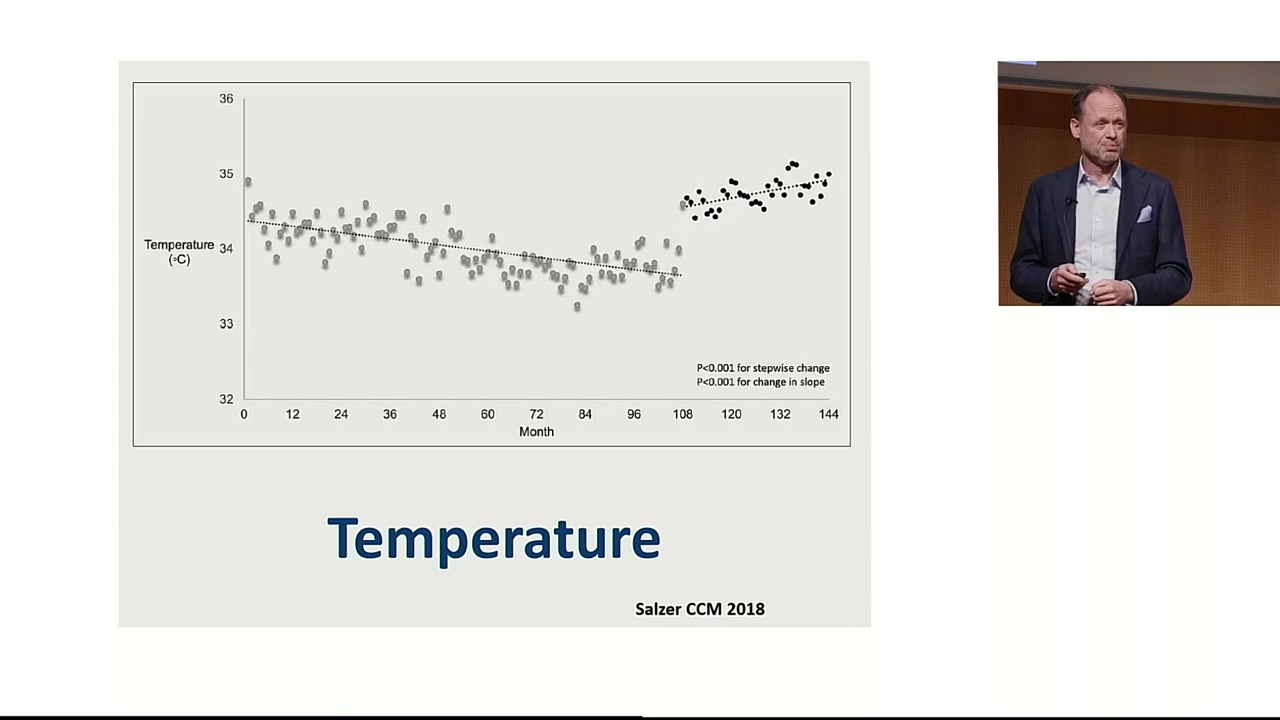 36
35
Temperature
(°C)
34
33
32
P<0.001 for stepwise change
P<0.001 for change in slope
0 12 24 36 48 60 72 84 96 108 120 132 144
Month
Temperature
Salzer CCM 2018